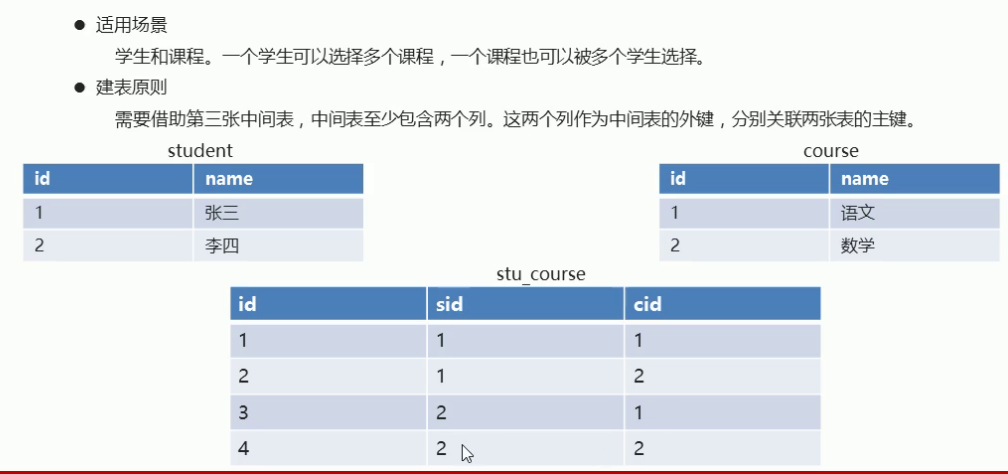 ● 适用场景
学生和课程。一个学生可以选择多个课程，一个课程也可以被多个学生选择。
● 建表原则
需要借助第三张中间表，中间表至少包含两个列。这两个列作为中间表的外键，分别关联两张表的主键。
student course
id name id name
1 张三 1 语文
2 李四 2 数学
stu_course
id sid cid
1 1 1
2 1 2
3 2 1
4 2 2